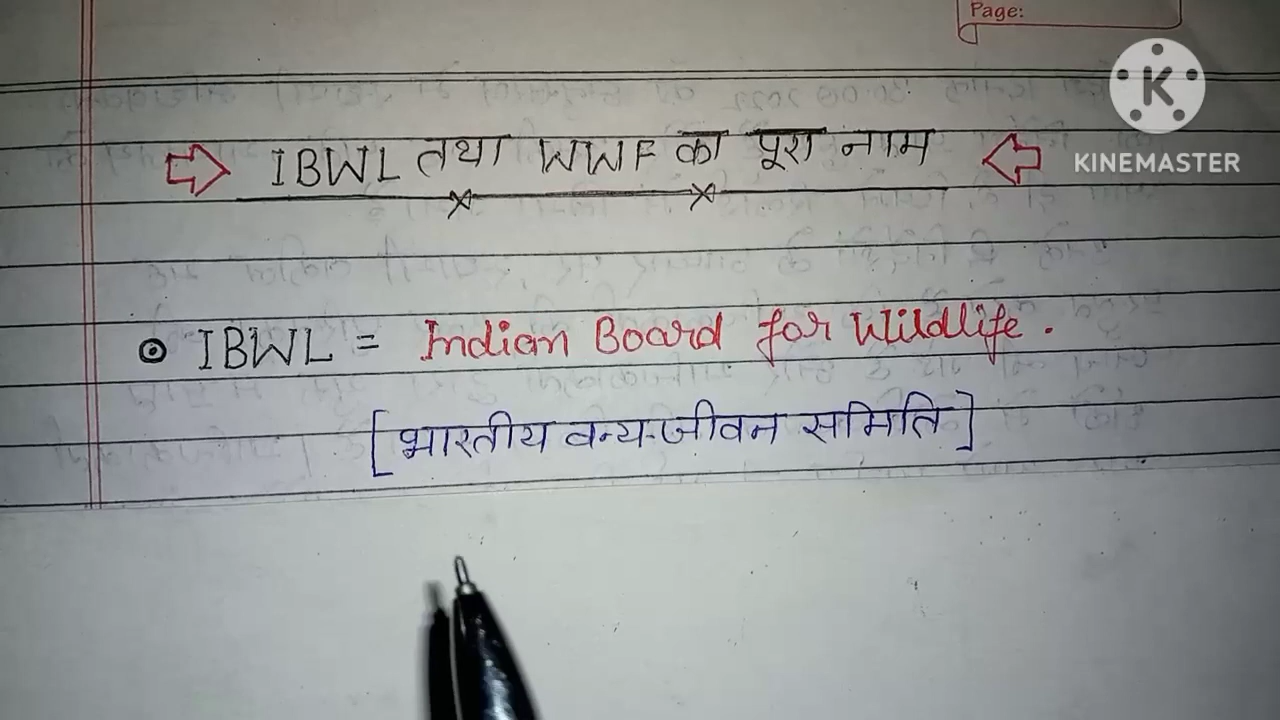 Page:
K
KINEMASTER
IBWL तथा WWF का पूरा नाम
IBWL = Indian Board for Wildlife.
[भारतीय वन्य-जीवन समिति]